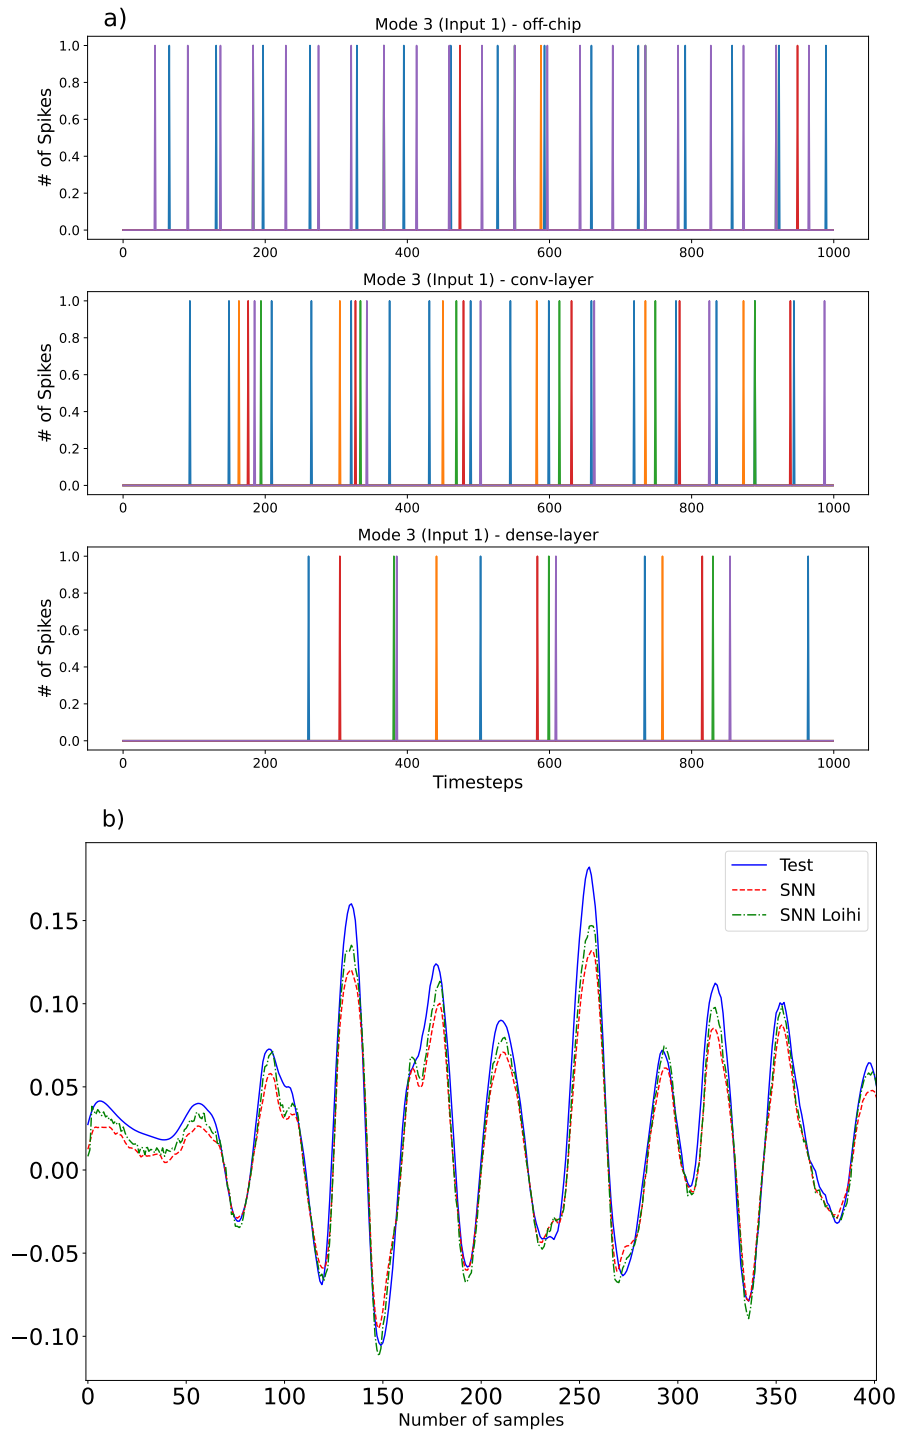 a)
Mode 3 (Input 1) - off-chip
# of Spikes
1.0
0.8
0.6
0.4
0.2
0.0
0 200 400 600 800 1000
Mode 3 (Input 1) - conv-layer
# of Spikes
1.0
0.8
0.6
0.4
0.2
0.0
0 200 400 600 800 1000
Mode 3 (Input 1) - dense-layer
# of Spikes
1.0
0.8
0.6
0.4
0.2
0.0
0 200 400 600 800 1000
Timesteps
b)
Test
SNN
SNN Loihi
0.15
0.10
0.05
0.00
−0.05
−0.10
0 50 100 150 200 250 300 350 400
Number of samples